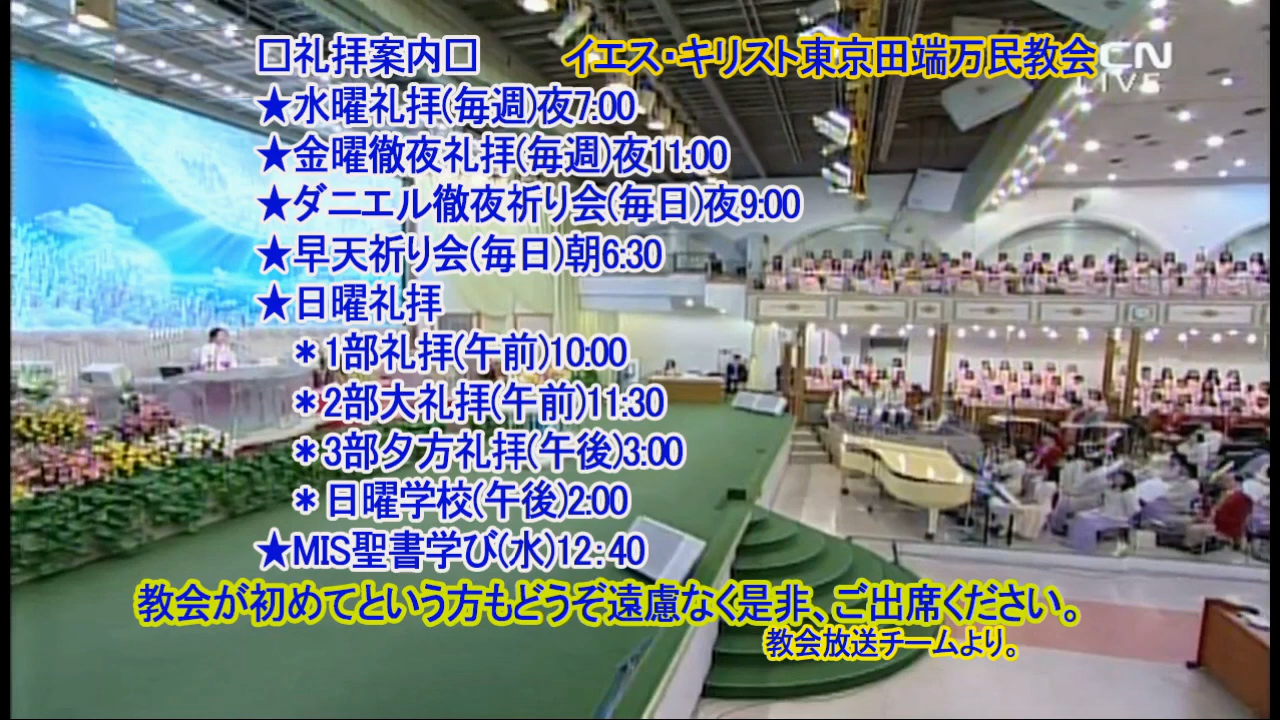 □礼拝案内□ イエス・キリスト東京田端万民教会
CN
LIVE
★水曜礼拝(毎週)夜7:00
★金曜徹夜礼拝(毎週)夜11:00
★ダニエル徹夜祈り会(毎日)夜9:00
★早天祈り会(毎日)朝6:30
★日曜礼拝
＊1部礼拝(午前)10:00
＊2部大礼拝(午前)11:30
＊3部夕方礼拝(午後)3:00
＊日曜学校(午後)2:00
★MIS聖書学び(水)12:40
教会が初めてという方もどうぞ遠慮なく是非、ご出席ください。
教会放送チームより。